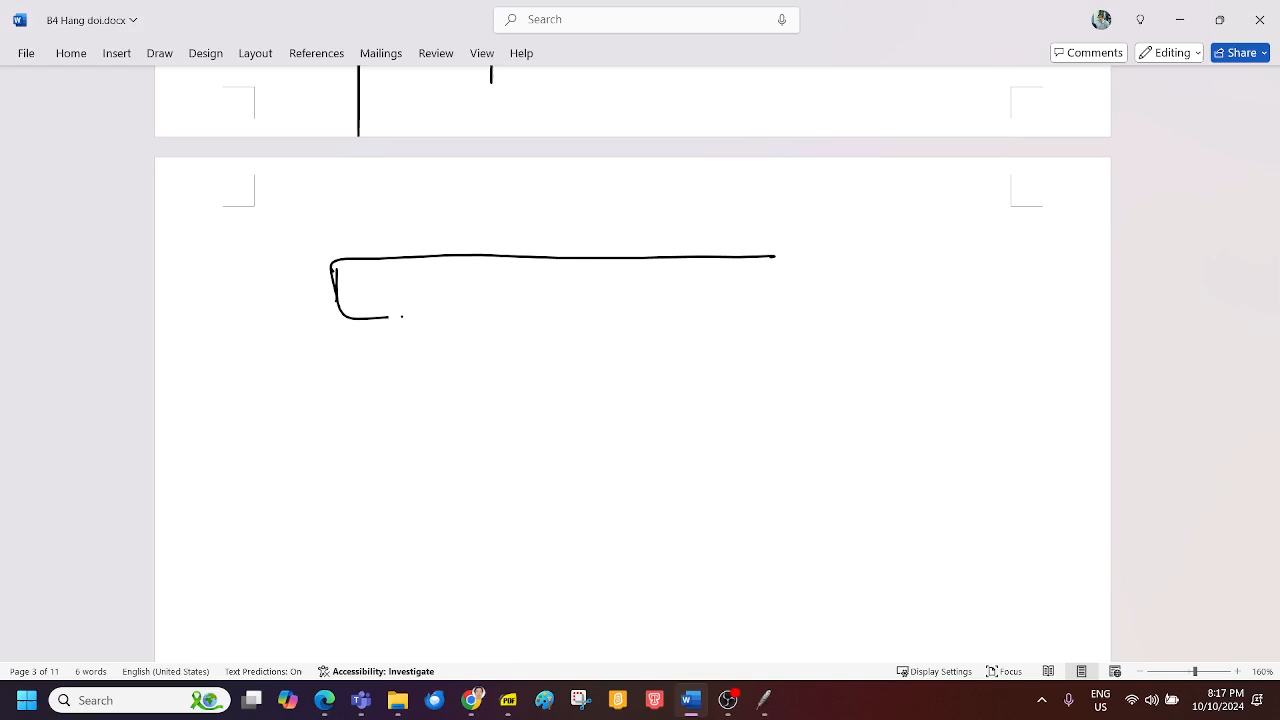 B4 Hang doi.docx
Search
File Home Insert Draw Design Layout References Mailings Review View Help
Comments Editing Share
Page 3 of 11 6 words English (United States) Text Predictions: On Accessibility: Investigate Display Settings Focus 160%
Search
PDF
ENG
US
8:17 PM
10/10/2024